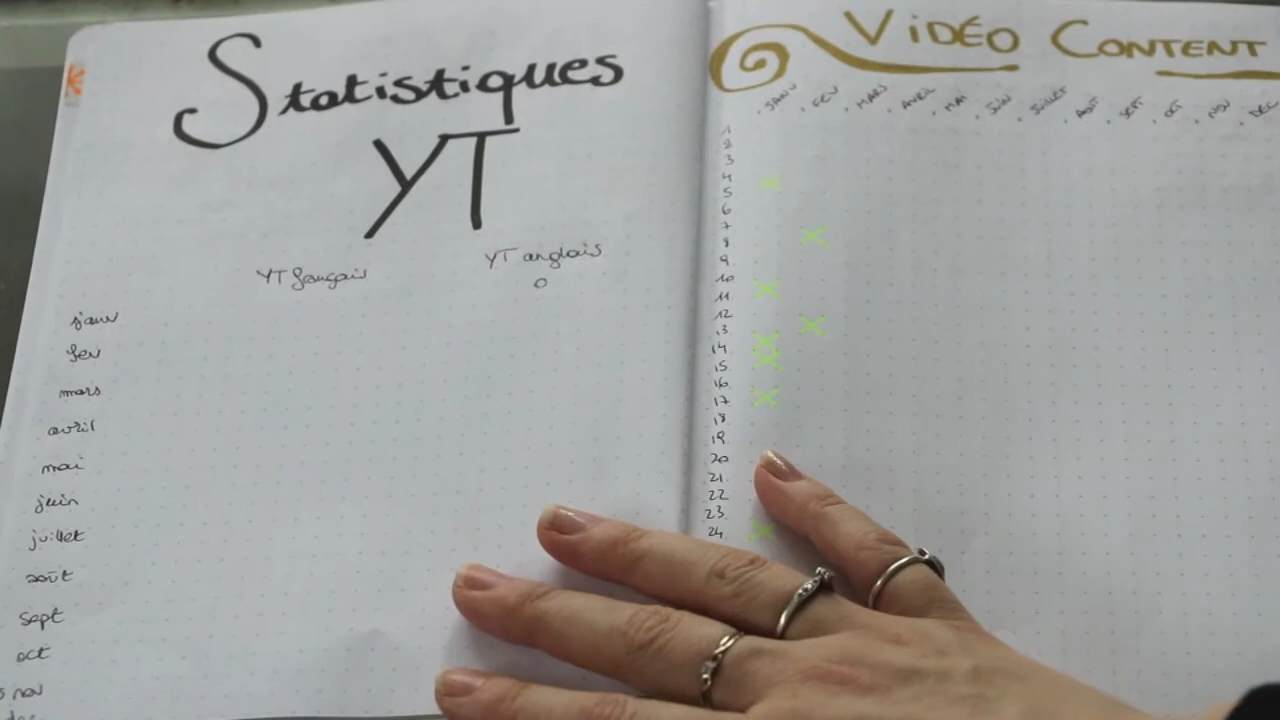 Statistiques
YT
YT français
YT anglais
0
janv
fev
mars
avril
mai
juin
juillet
août
sept
oct
nov
VIDÉO CONTENT
JANV FEV MARS AVRIL MAI JUIN JUILLET AOUT SEPT OCT NOV DEC
1
2
3
4
5
6
7
8
9
10
11
12
13
14
15
16
17
18
19
20
21
22
23
24